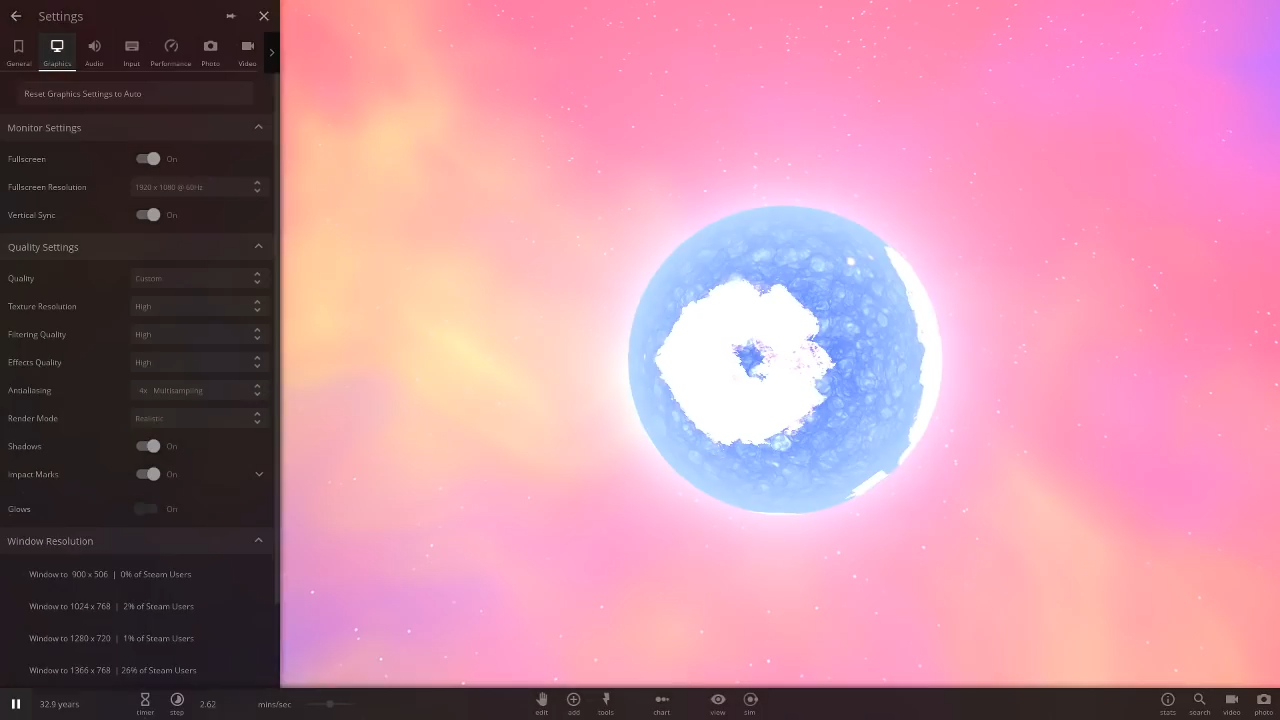 Settings
General Graphics Audio Input Performance Photo Video
Reset Graphics Settings to Auto
Monitor Settings
Fullscreen On
Fullscreen Resolution 1920 x 1080 @ 60Hz
Vertical Sync On
Quality Settings
Quality Custom
Texture Resolution High
Filtering Quality High
Effects Quality High
Antialiasing 4x Multisampling
Render Mode Realistic
Shadows On
Impact Marks On
Glows On
Window Resolution
Window to 900 x 506 | 0% of Steam Users
Window to 1024 x 768 | 2% of Steam Users
Window to 1280 x 720 | 1% of Steam Users
Window to 1366 x 768 | 26% of Steam Users
32.9 years timer step 2.62 mins/sec edit add tools chart view sim stats search video photo